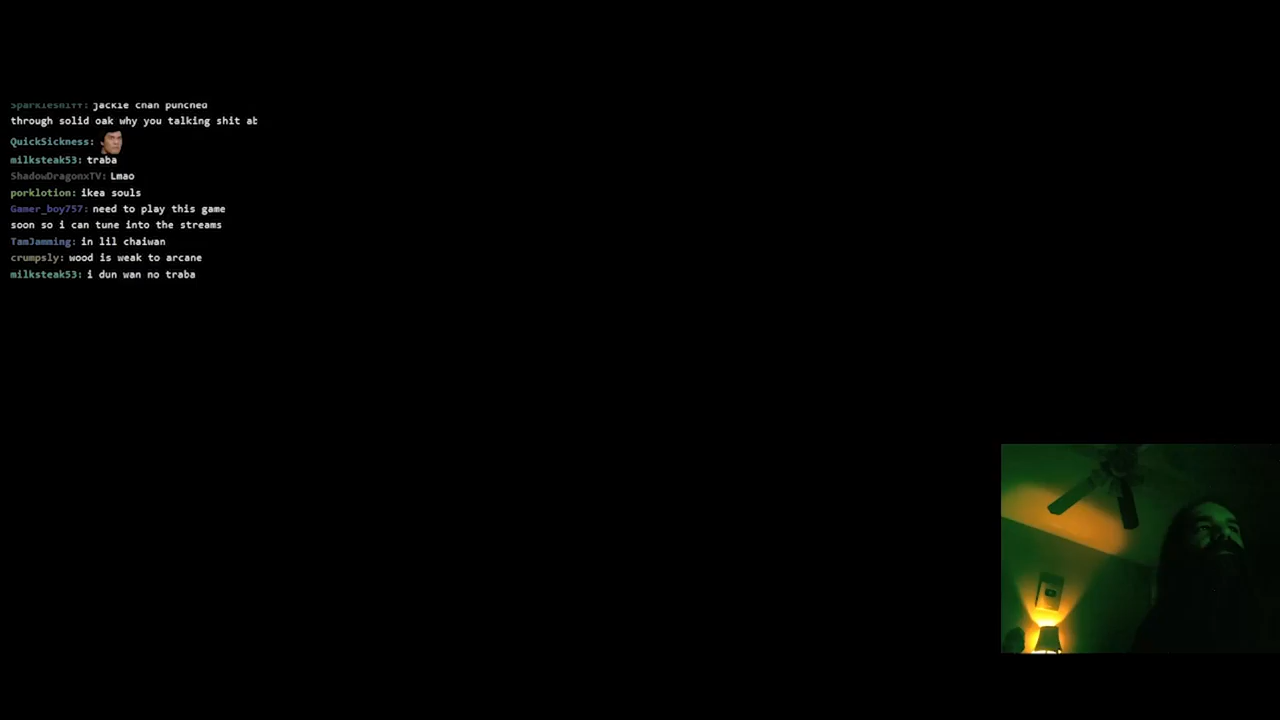 Sparklesniff: jackie chan punched
through solid oak why you talking shit ab
QuickSickness:
milksteak53: traba
ShadowDragonxTV: Lmao
porklotion: ikea souls
Gamer_boy757: need to play this game
soon so i can tune into the streams
TamJamming: in lil chaiwan
crumpsly: wood is weak to arcane
milksteak53: i dun wan no traba